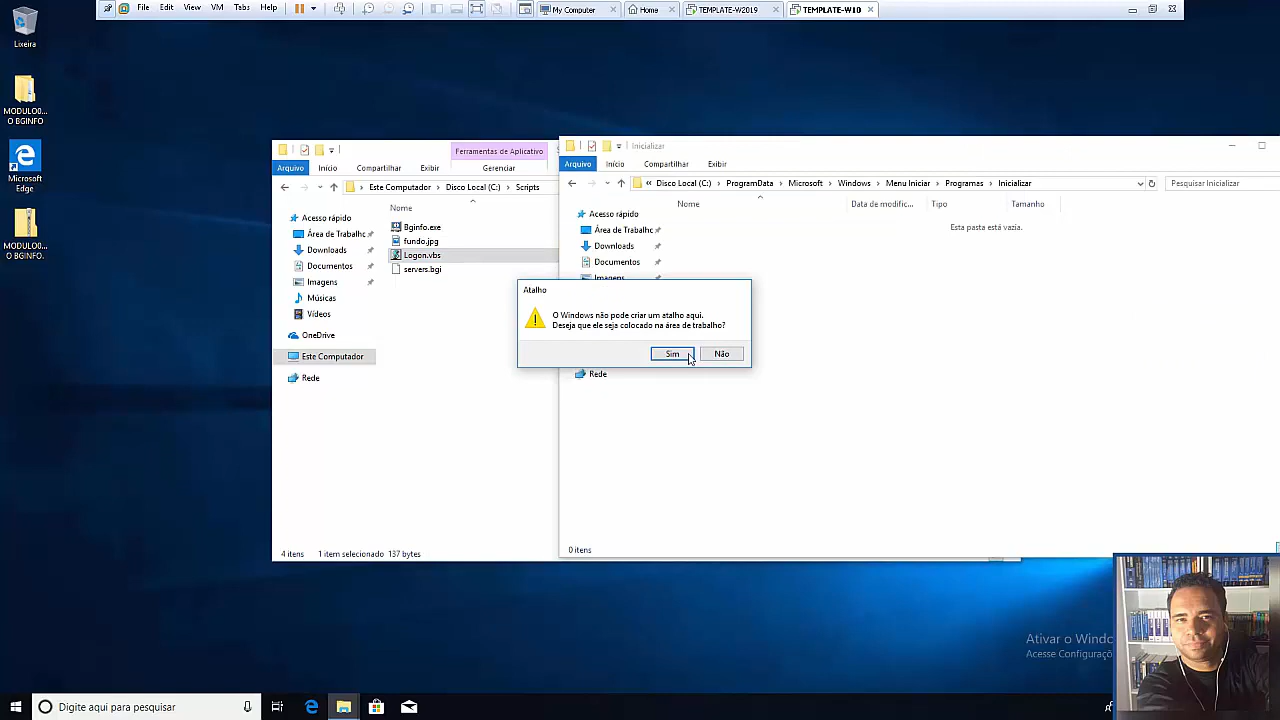 File Edit View VM Tabs Help
My Computer
Home
TEMPLATE-W2019
TEMPLATE-W10
Lixeira
MODULO0...
O BGINFO
Microsoft
Edge
MODULO0...
O BGINFO.
Ferramentas de Aplicativo
Arquivo Início Compartilhar Exibir Gerenciar
Este Computador > Disco Local (C:) > Scripts
Nome
Acesso rápido
Área de Trabalho
Downloads
Documentos
Imagens
Músicas
Vídeos
OneDrive
Este Computador
Rede
Bginfo.exe
fundo.jpg
Logon.vbs
servers.bgi
4 itens 1 item selecionado 137 bytes
Inicializar
Arquivo Início Compartilhar Exibir
« Disco Local (C:) > ProgramData > Microsoft > Windows > Menu Iniciar > Programas > Inicializar
Pesquisar Inicializar
Nome Data de modific... Tipo Tamanho
Esta pasta está vazia.
Acesso rápido
Área de Trabalho
Downloads
Documentos
Imagens
Rede
0 itens
Atalho
O Windows não pode criar um atalho aqui.
Deseja que ele seja colocado na área de trabalho?
Sim Não
Ativar o Windo
Acesse Configuraçõ
Digite aqui para pesquisar